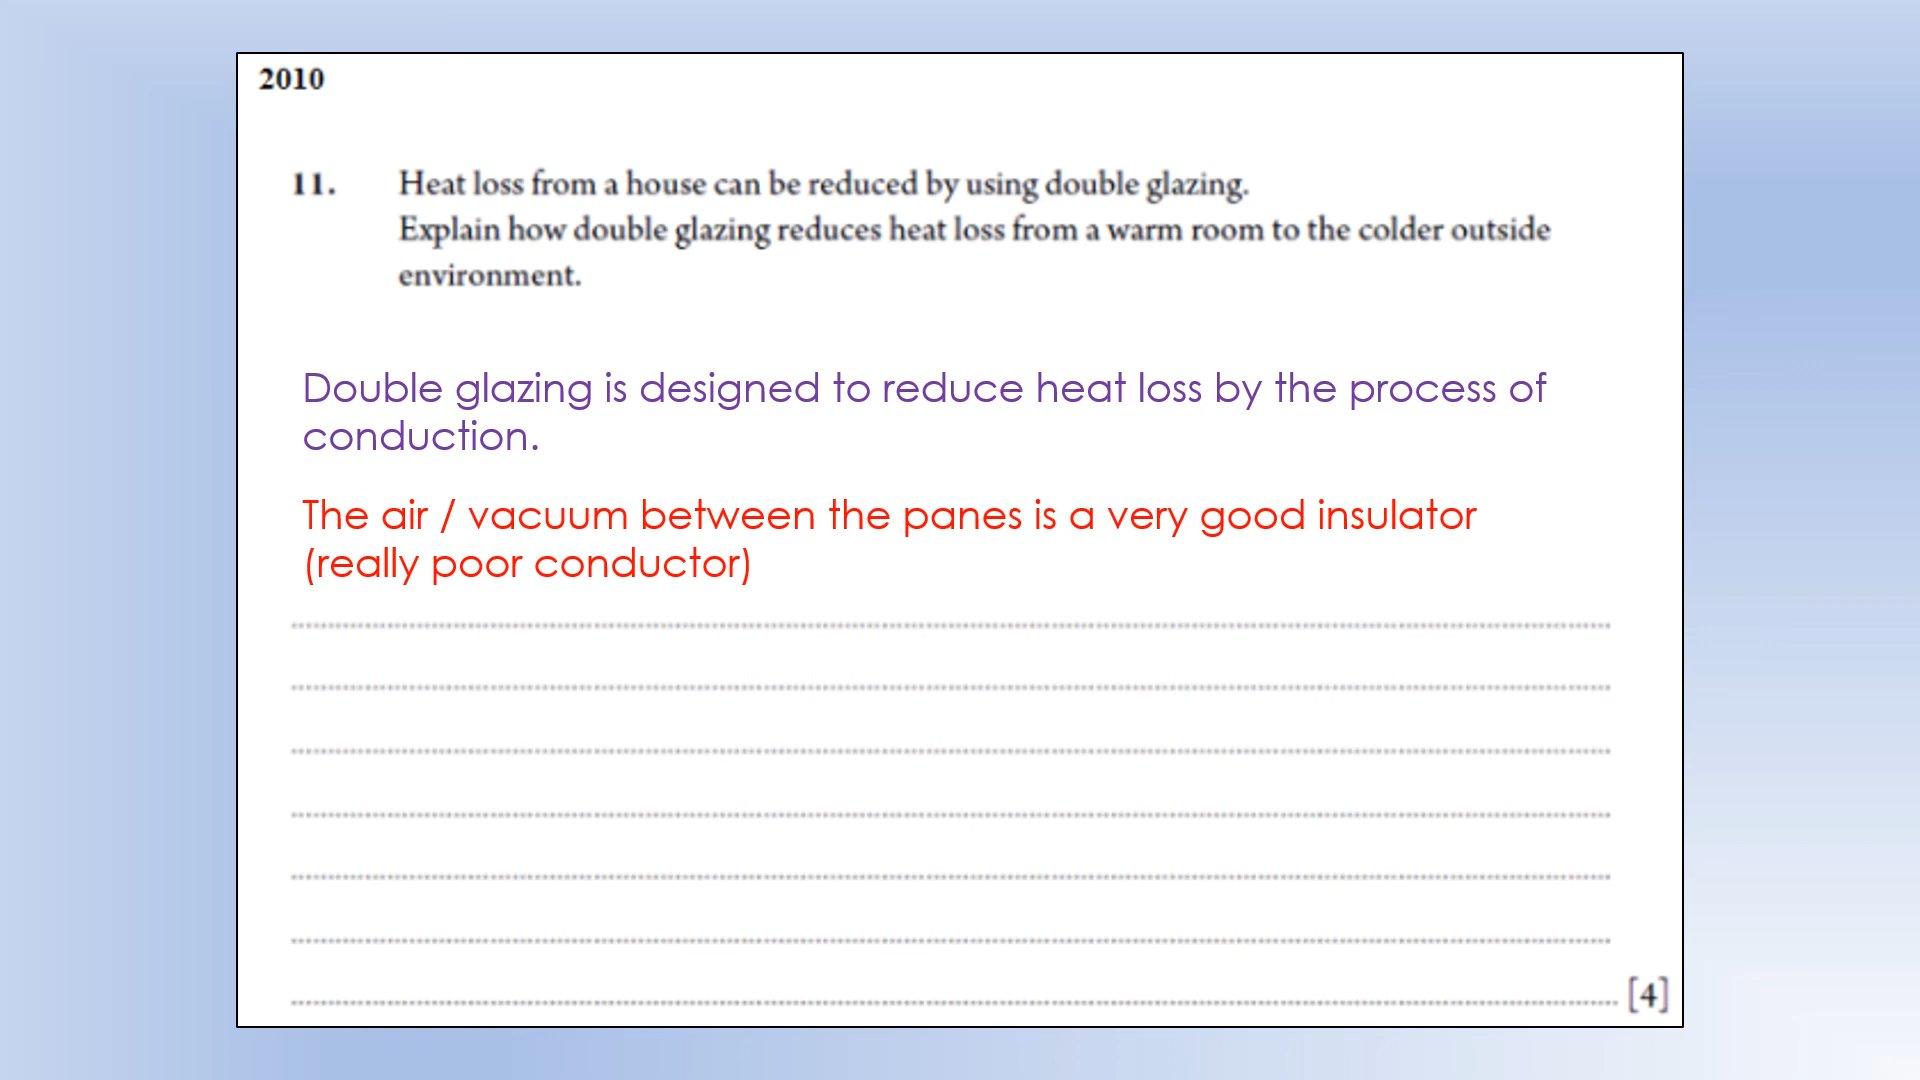 2010
11. Heat loss from a house can be reduced by using double glazing.
Explain how double glazing reduces heat loss from a warm room to the colder outside
environment.
Double glazing is designed to reduce heat loss by the process of
conduction.
The air / vacuum between the panes is a very good insulator
(really poor conductor)
[4]